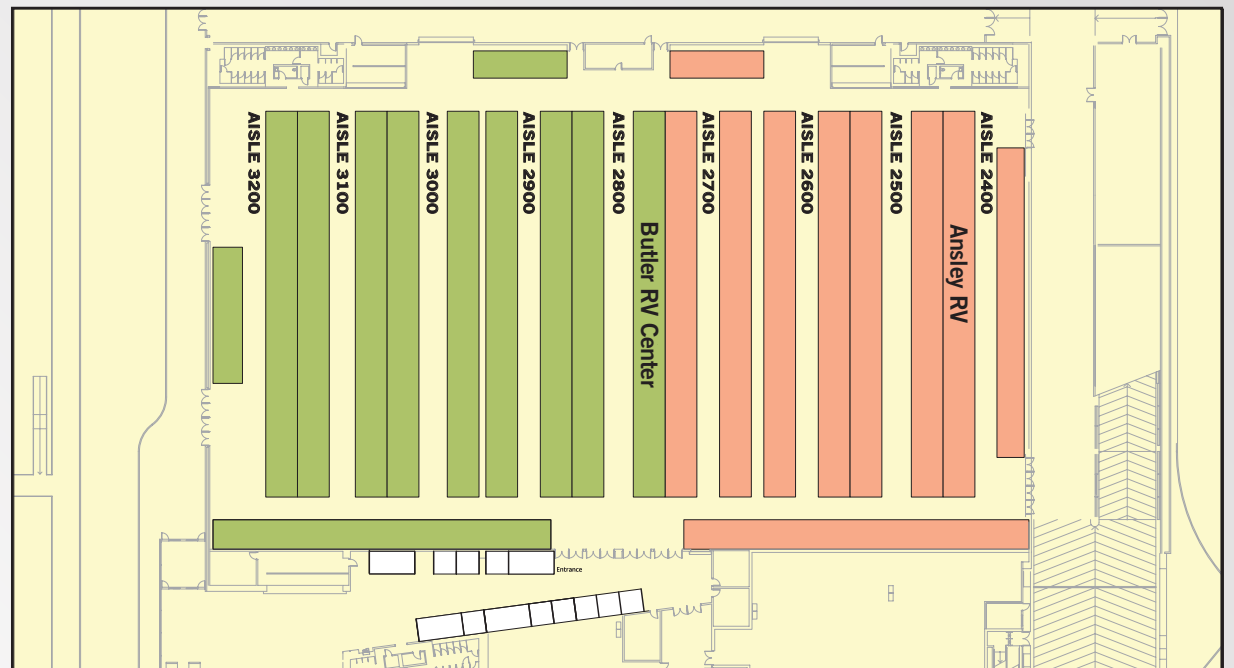 AISLE 3200
AISLE 3100
AISLE 3000
AISLE 2900
AISLE 2800
AISLE 2700
AISLE 2600
AISLE 2500
AISLE 2400
Butler RV Center
Ansley RV
Entrance